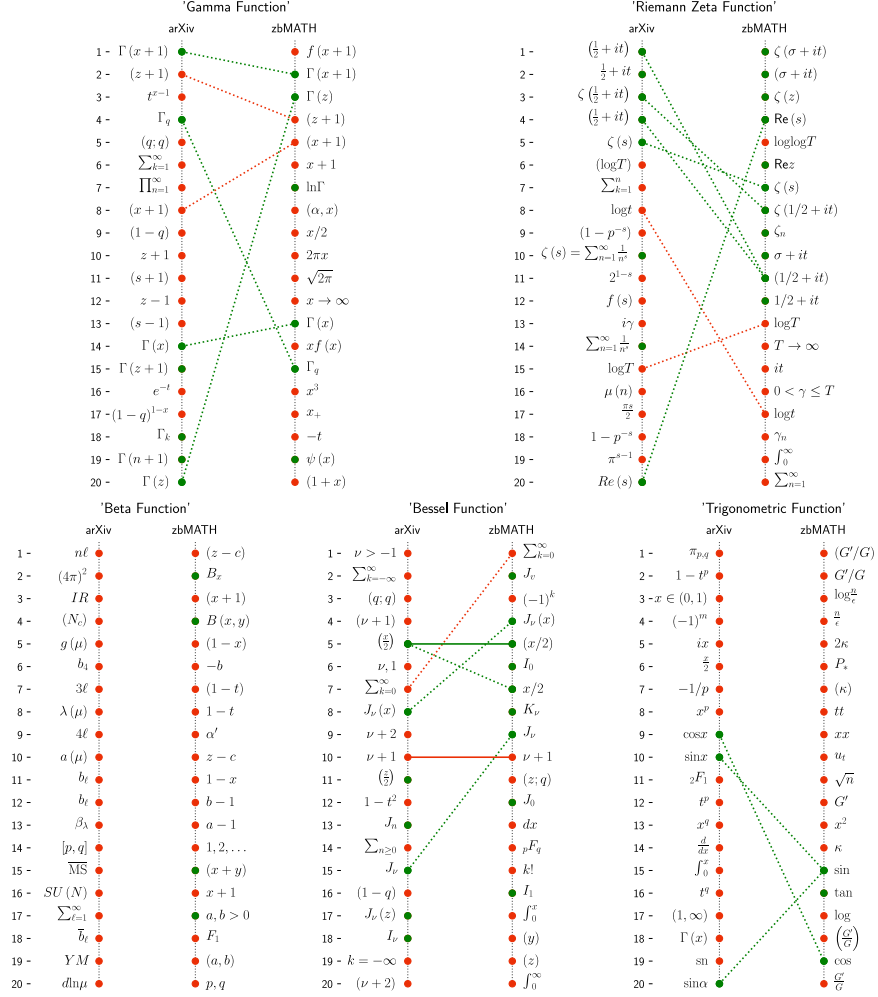 'Gamma Function'
arXiv zbMATH
1 - Γ(x + 1) f(x + 1)
2 - (z + 1) Γ(x + 1)
3 - t^{x−1} Γ(z)
4 - Γ_q (z + 1)
5 - (q; q) (x + 1)
6 - ∑_{k=1}^{∞} x + 1
7 - ∏_{n=1}^{∞} lnΓ
8 - (x + 1) (α, x)
9 - (1 − q) x/2
10 - z + 1 2πx
11 - (s + 1) √2π
12 - z − 1 x → ∞
13 - (s − 1) Γ(x)
14 - Γ(x) xf(x)
15 - Γ(z + 1) Γ_q
16 - e^{−t} x^3
17 - (1 − q)^{1−x} x_+
18 - Γ_k −t
19 - Γ(n + 1) ψ(x)
20 - Γ(z) (1 + x)
'Riemann Zeta Function'
arXiv zbMATH
1 - (1/2 + it) ζ(σ + it)
2 - 1/2 + it (σ + it)
3 - ζ(1/2 + it) ζ(z)
4 - (1/2 + it) Re(s)
5 - ζ(s) loglogT
6 - (logT) Rez
7 - ∑_{k=1}^{n} ζ(s)
8 - logt ζ(1/2 + it)
9 - (1 − p^{−s}) ζ_n
10 - ζ(s) = ∑_{n=1}^{∞} 1/n^s σ + it
11 - 2^{1−s} (1/2 + it)
12 - f(s) 1/2 + it
13 - iγ logT
14 - ∑_{n=1}^{∞} 1/n^s T → ∞
15 - logT it
16 - μ(n) 0 < γ ≤ T
17 - πs/2 logt
18 - 1 − p^{−s} γ_n
19 - π^{s−1} ∫_0^∞
20 - Re(s) ∑_{n=1}^{∞}
'Beta Function'
arXiv zbMATH
1 - nℓ (z − c)
2 - (4π)^2 B_x
3 - IR (x + 1)
4 - (N_c) B(x, y)
5 - g(μ) (1 − x)
6 - b_4 −b
7 - 3ℓ (1 − t)
8 - λ(μ) 1 − t
9 - 4ℓ α′
10 - a(μ) z − c
11 - b_ℓ 1 − x
12 - b_ℓ b − 1
13 - β_λ a − 1
14 - [p, q] 1, 2, . . .
15 - M̅S̅ (x + y)
16 - SU(N) x + 1
17 - ∑_{ℓ=1}^{∞} a, b > 0
18 - b̅_ℓ F_1
19 - YM (a, b)
20 - dlnμ p, q
'Bessel Function'
arXiv zbMATH
1 - ν > −1 ∑_{k=0}^{∞}
2 - ∑_{k=−∞}^{∞} J_v
3 - (q; q) (−1)^k
4 - (ν + 1) J_ν(x)
5 - (x/2) (x/2)
6 - ν, 1 I_0
7 - ∑_{k=0}^{∞} x/2
8 - J_ν(x) K_ν
9 - ν + 2 J_ν
10 - ν + 1 ν + 1
11 - (z/2) (z; q)
12 - 1 − t^2 J_0
13 - J_n dx
14 - ∑_{n≥0} _pF_q
15 - J_ν k!
16 - (1 − q) I_1
17 - J_ν(z) ∫_0^x
18 - I_ν (y)
19 - k = −∞ (z)
20 - (ν + 2) ∫_0^∞
'Trigonometric Function'
arXiv zbMATH
1 - π_{p,q} (G′/G)
2 - 1 − t^p G′/G
3 - x ∈ (0, 1) log n/ϵ
4 - (−1)^m n/ϵ
5 - ix 2κ
6 - x/2 P_*
7 - −1/p (κ)
8 - x^p tt
9 - cosx xx
10 - sinx u_t
11 - _2F_1 √n
12 - t^p G′
13 - x^q x^2
14 - d/dx κ
15 - ∫_0^x sin
16 - t^q tan
17 - (1, ∞) log
18 - Γ(x) (G′/G)
19 - sn cos
20 - sinα G′/G